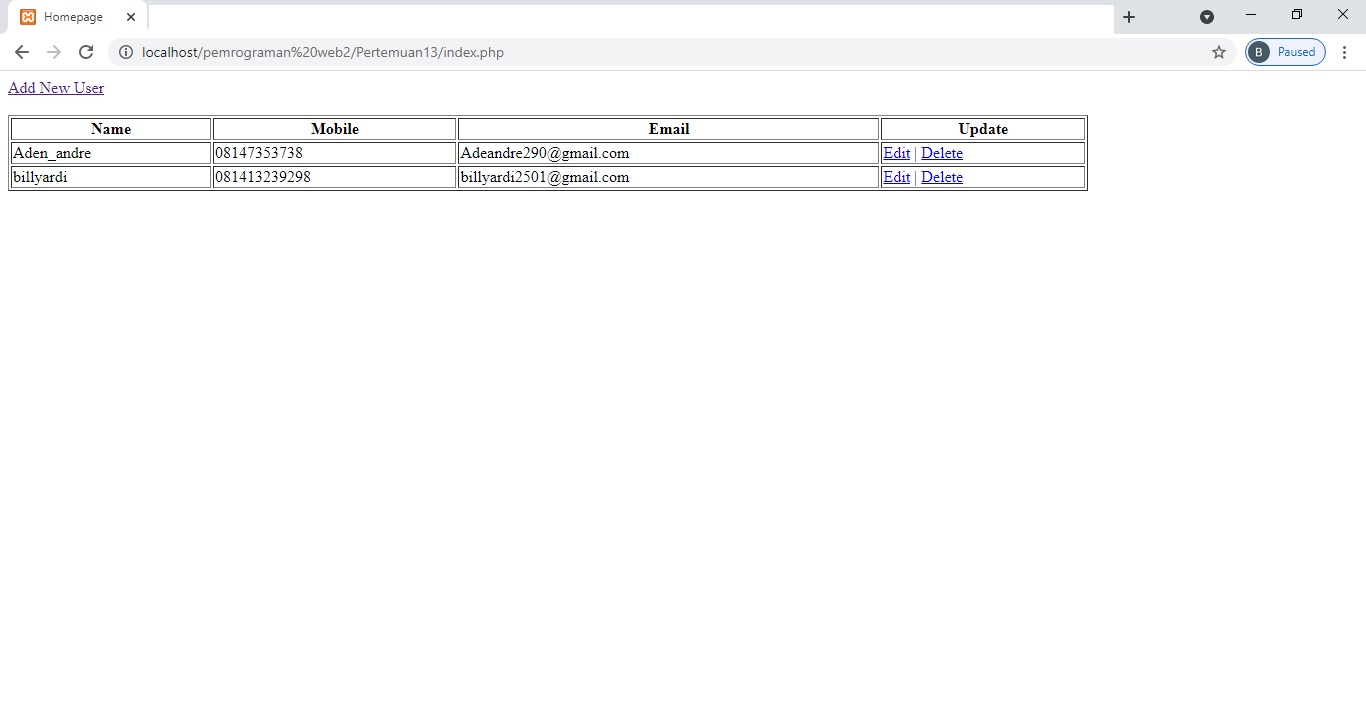 Homepage
localhost/pemrograman%20web2/Pertemuan13/index.php
B Paused
Add New User
Name Mobile Email Update
Aden_andre 08147353738 Adeandre290@gmail.com Edit | Delete
billyardi 081413239298 billyardi2501@gmail.com Edit | Delete